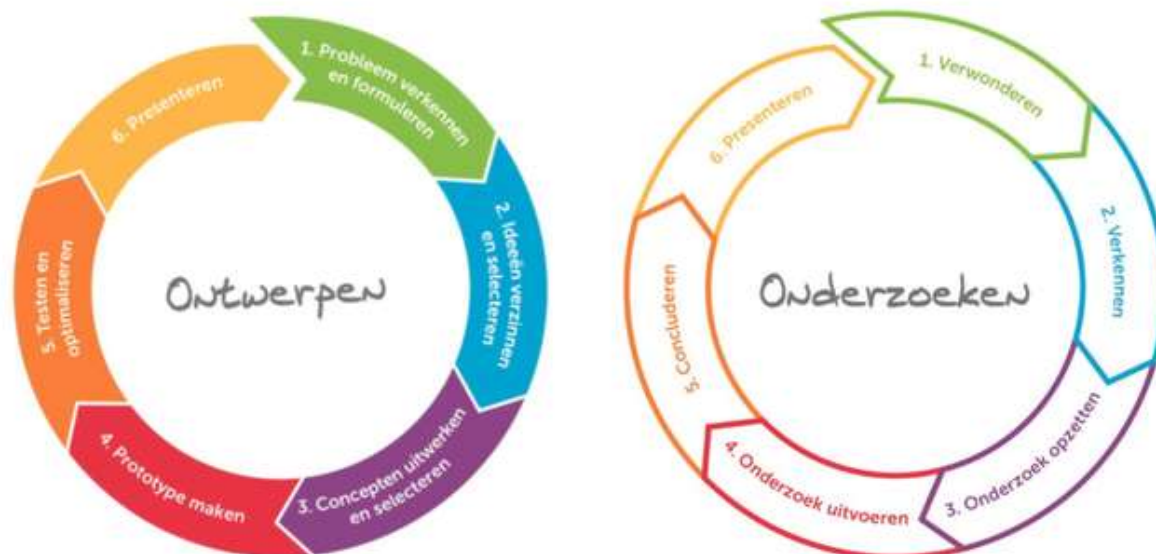 1. Probleem verkennen
en formuleren
2. Ideeën verzinnen
en selecteren
3. Concepten uitwerken
en selecteren
4. Prototype maken
5. Testen en
optimaliseren
6. Presenteren
Ontwerpen
1. Verwonderen
2. Verkennen
3. Onderzoek opzetten
4. Onderzoek uitvoeren
5. Concluderen
6. Presenteren
Onderzoeken